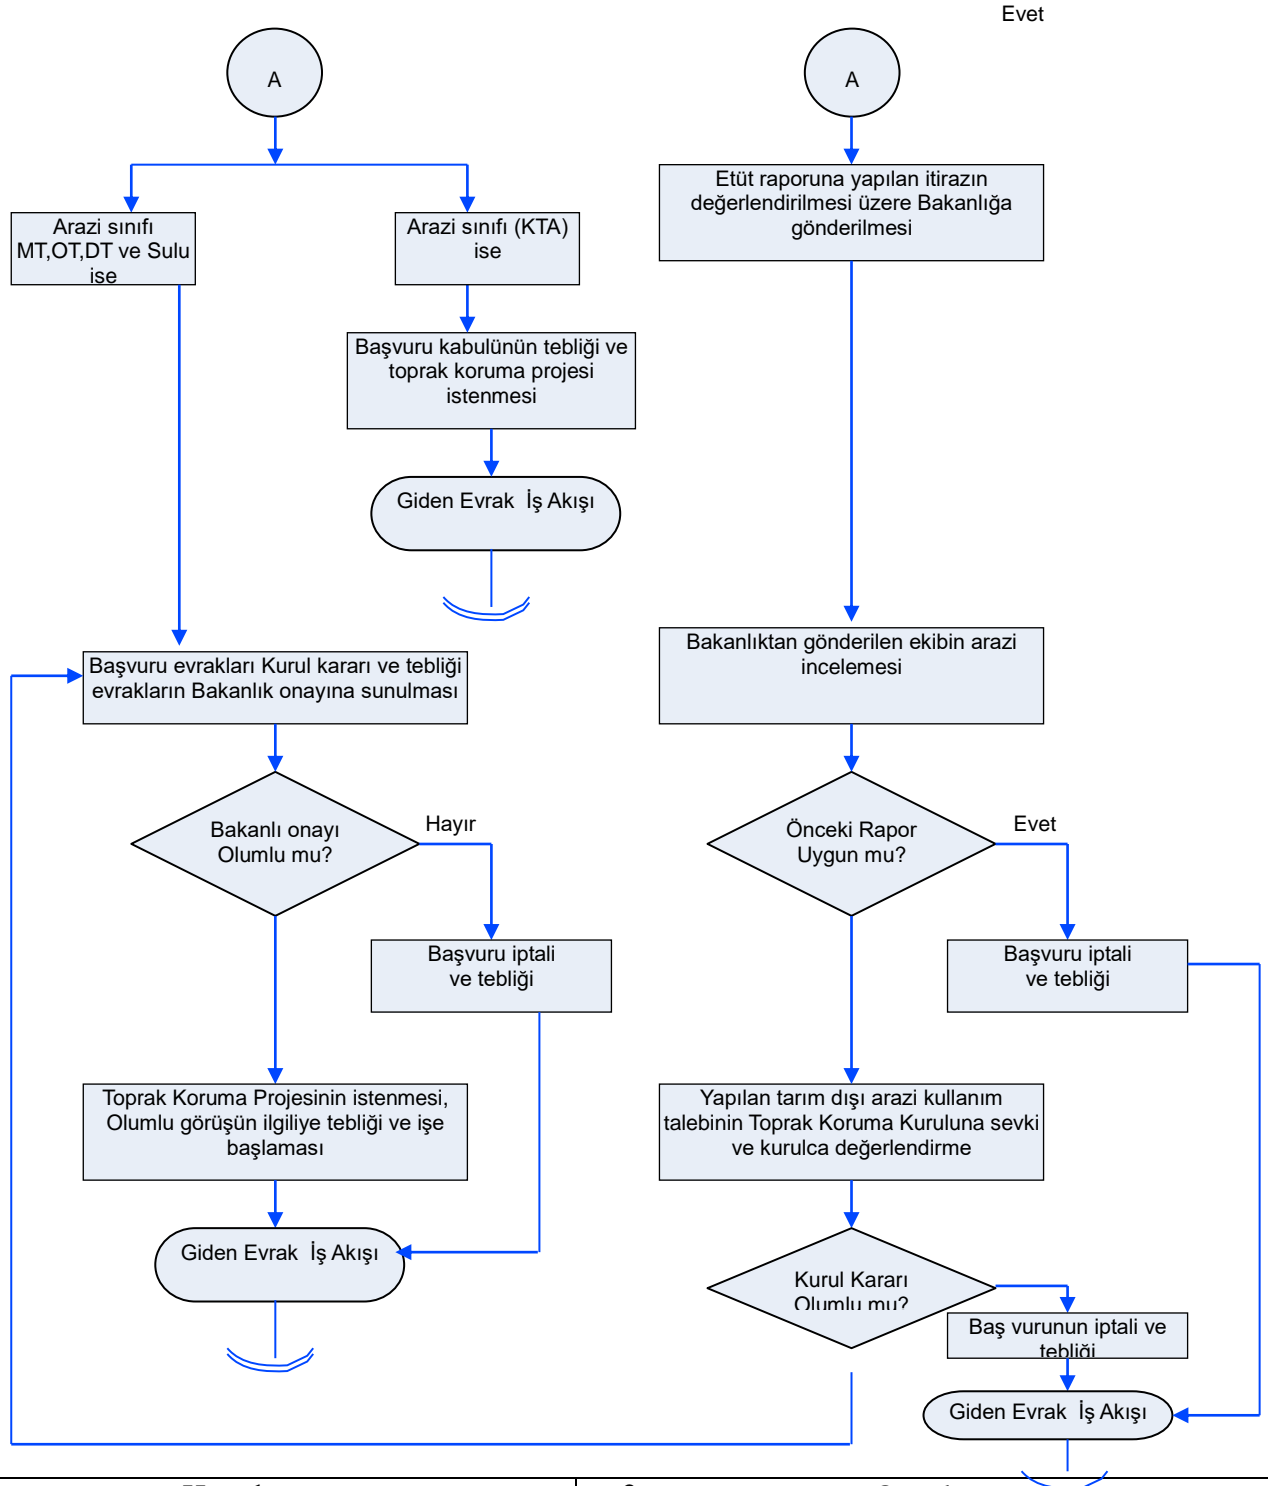 Evet
A
A
Arazi sınıfı
MT,OT,DT ve Sulu
ise
Arazi sınıfı (KTA)
ise
Etüt raporuna yapılan itirazın
değerlendirilmesi üzere Bakanlığa
gönderilmesi
Başvuru kabulünün tebliği ve
toprak koruma projesi
istenmesi
Giden Evrak İş Akışı
Başvuru evrakları Kurul kararı ve tebliği
evrakların Bakanlık onayına sunulması
Bakanlıktan gönderilen ekibin arazi
incelemesi
Bakanlı onayı
Olumlu mu?
Hayır
Önceki Rapor
Uygun mu?
Evet
Başvuru iptali
ve tebliği
Başvuru iptali
ve tebliği
Toprak Koruma Projesinin istenmesi,
Olumlu görüşün ilgiliye tebliği ve işe
başlaması
Yapılan tarım dışı arazi kullanım
talebinin Toprak Koruma Kuruluna sevki
ve kurulca değerlendirme
Giden Evrak İş Akışı
Kurul Kararı
Olumlu mu?
Baş vurunun iptali ve
tebliği
Giden Evrak İş Akışı